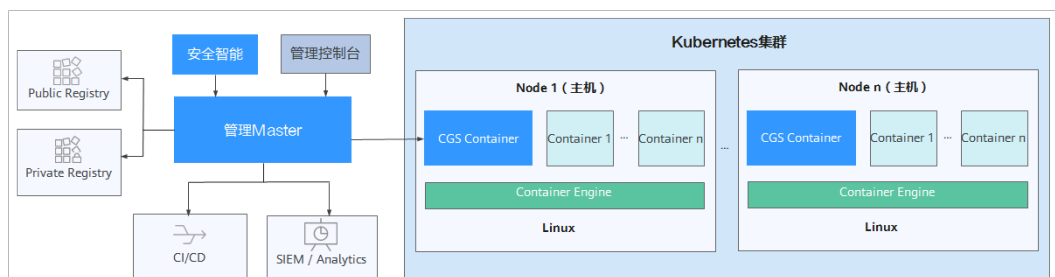 安全智能
管理控制台
Public Registry
管理Master
Private Registry
CI/CD
SIEM / Analytics
Kubernetes集群
Node 1（主机）
CGS Container
Container 1
...
Container n
Container Engine
Linux
...
Node n（主机）
CGS Container
Container 1
...
Container n
Container Engine
Linux